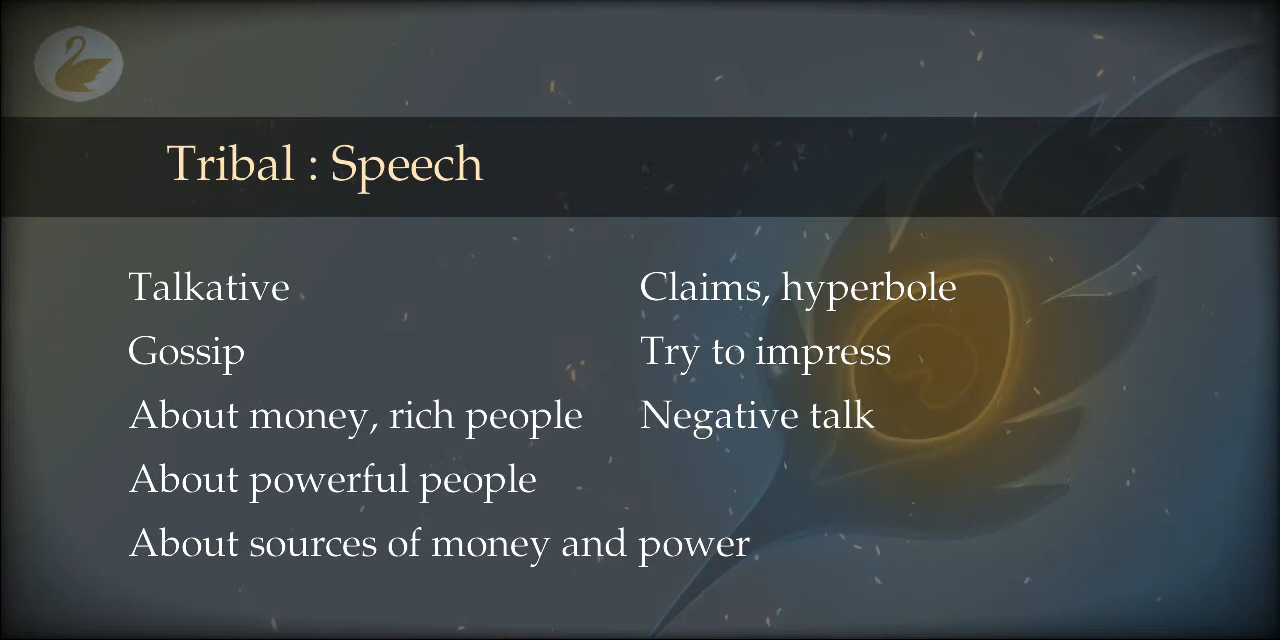 Tribal : Speech
Talkative
Gossip
About money, rich people
About powerful people
About sources of money and power
Claims, hyperbole
Try to impress
Negative talk